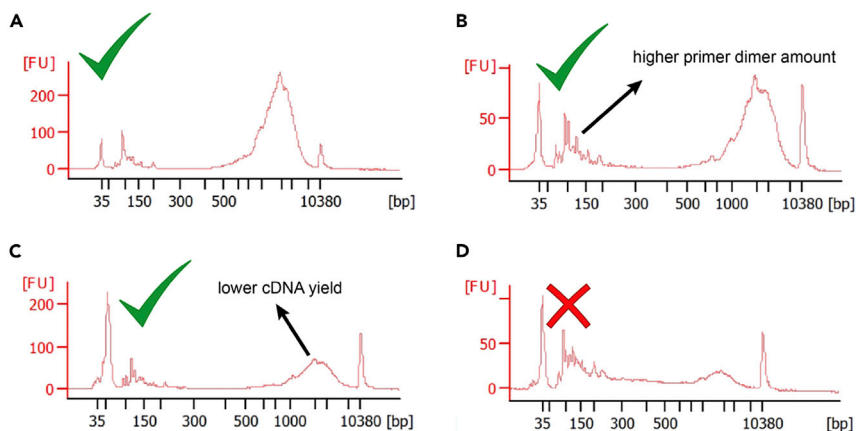 A
[FU]
200
100
0
35 150 300 500 10380 [bp]
B
higher primer dimer amount
[FU]
50
0
35 150 300 500 1000 10380 [bp]
C
lower cDNA yield
[FU]
200
100
0
35 150 300 500 1000 10380 [bp]
D
[FU]
50
0
35 150 300 500 10380 [bp]